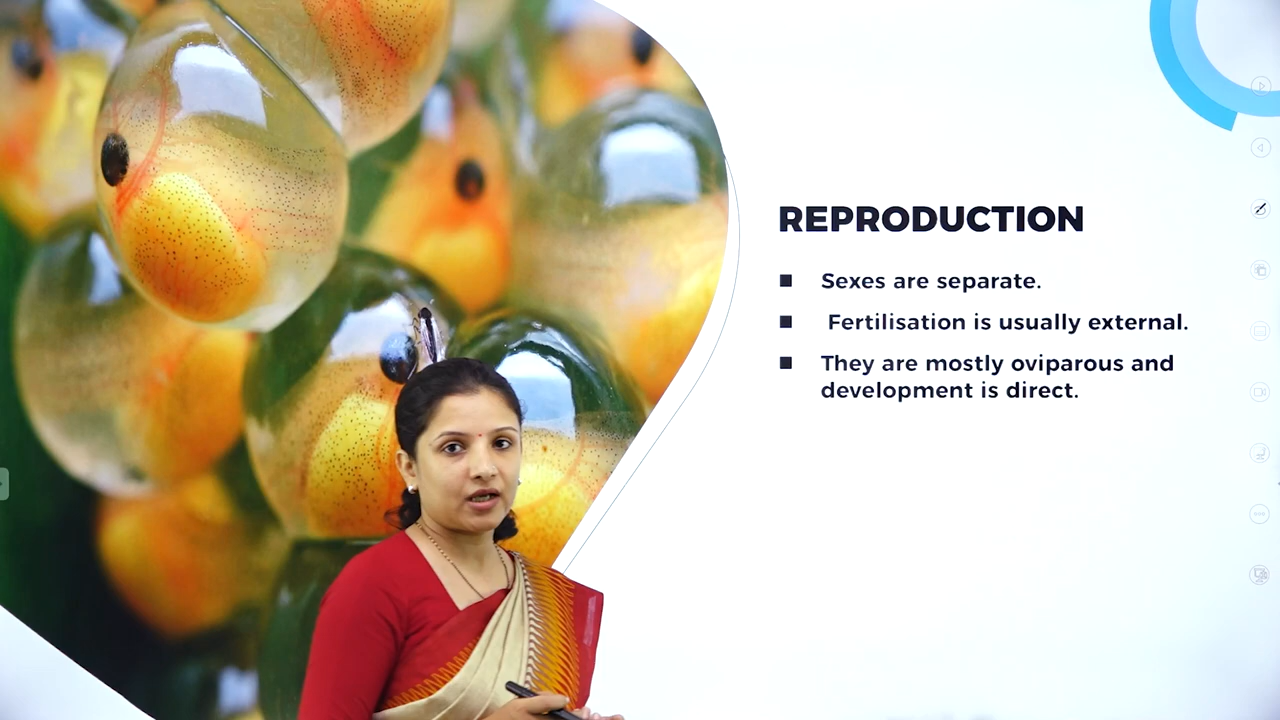 REPRODUCTION
■ Sexes are separate.
■ Fertilisation is usually external.
■ They are mostly oviparous and
development is direct.